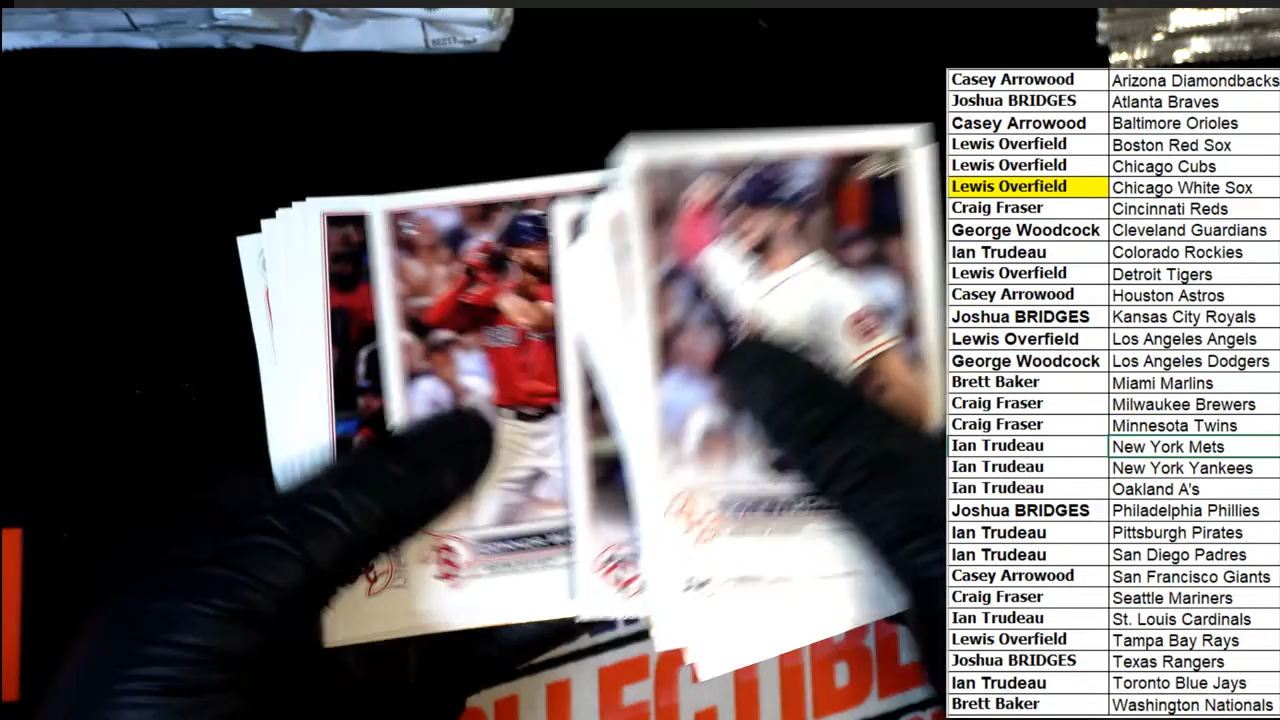 Casey Arrowood Arizona Diamondbacks
Joshua BRIDGES Atlanta Braves
Casey Arrowood Baltimore Orioles
Lewis Overfield Boston Red Sox
Lewis Overfield Chicago Cubs
Lewis Overfield Chicago White Sox
Craig Fraser Cincinnati Reds
George Woodcock Cleveland Guardians
Ian Trudeau Colorado Rockies
Lewis Overfield Detroit Tigers
Casey Arrowood Houston Astros
Joshua BRIDGES Kansas City Royals
Lewis Overfield Los Angeles Angels
George Woodcock Los Angeles Dodgers
Brett Baker Miami Marlins
Craig Fraser Milwaukee Brewers
Craig Fraser Minnesota Twins
Ian Trudeau New York Mets
Ian Trudeau New York Yankees
Ian Trudeau Oakland A's
Joshua BRIDGES Philadelphia Phillies
Ian Trudeau Pittsburgh Pirates
Ian Trudeau San Diego Padres
Casey Arrowood San Francisco Giants
Craig Fraser Seattle Mariners
Ian Trudeau St. Louis Cardinals
Lewis Overfield Tampa Bay Rays
Joshua BRIDGES Texas Rangers
Ian Trudeau Toronto Blue Jays
Brett Baker Washington Nationals